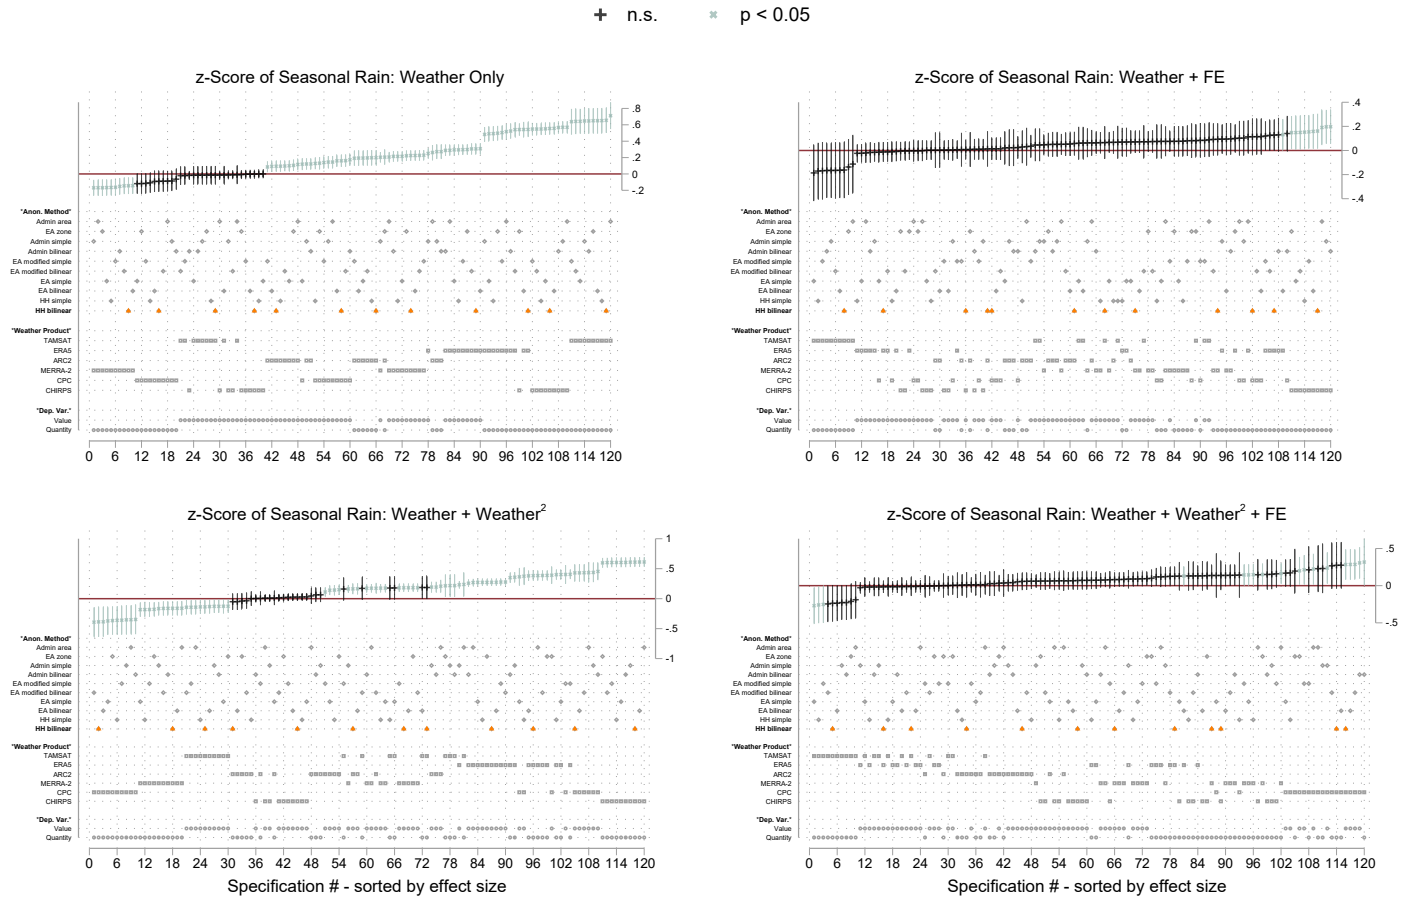 n.s. p < 0.05
z-Score of Seasonal Rain: Weather Only
.8
.6
.4
.2
0
-.2
"Anon. Method"
Admin area
EA zone
Admin simple
Admin bilinear
EA modified simple
EA modified bilinear
EA simple
EA bilinear
HH simple
HH bilinear
"Weather Product"
TAMSAT
ERA5
ARC2
MERRA-2
CPC
CHIRPS
"Dep. Var."
Value
Quantity
0 6 12 18 24 30 36 42 48 54 60 66 72 78 84 90 96 102 108 114 120
z-Score of Seasonal Rain: Weather + FE
.4
.2
0
-.2
-.4
"Anon. Method"
Admin area
EA zone
Admin simple
Admin bilinear
EA modified simple
EA modified bilinear
EA simple
EA bilinear
HH simple
HH bilinear
"Weather Product"
TAMSAT
ERA5
ARC2
MERRA-2
CPC
CHIRPS
"Dep. Var."
Value
Quantity
0 6 12 18 24 30 36 42 48 54 60 66 72 78 84 90 96 102 108 114 120
z-Score of Seasonal Rain: Weather + Weather²
1
.5
0
-.5
-1
"Anon. Method"
Admin area
EA zone
Admin simple
Admin bilinear
EA modified simple
EA modified bilinear
EA simple
EA bilinear
HH simple
HH bilinear
"Weather Product"
TAMSAT
ERA5
ARC2
MERRA-2
CPC
CHIRPS
"Dep. Var."
Value
Quantity
0 6 12 18 24 30 36 42 48 54 60 66 72 78 84 90 96 102 108 114 120
Specification # - sorted by effect size
z-Score of Seasonal Rain: Weather + Weather² + FE
.5
0
-.5
"Anon. Method"
Admin area
EA zone
Admin simple
Admin bilinear
EA modified simple
EA modified bilinear
EA simple
EA bilinear
HH simple
HH bilinear
"Weather Product"
TAMSAT
ERA5
ARC2
MERRA-2
CPC
CHIRPS
"Dep. Var."
Value
Quantity
0 6 12 18 24 30 36 42 48 54 60 66 72 78 84 90 96 102 108 114 120
Specification # - sorted by effect size